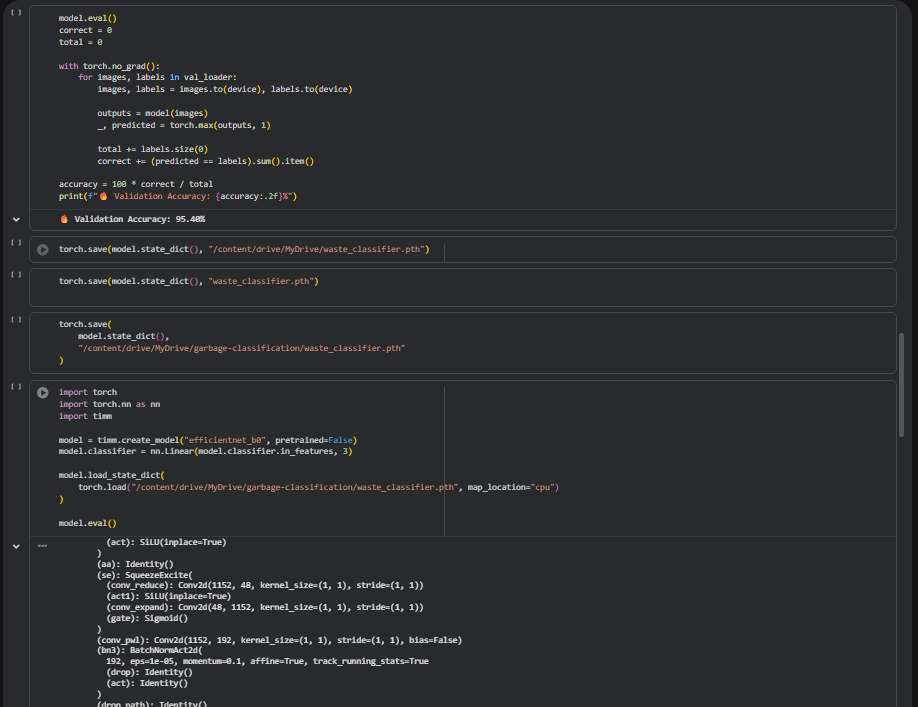 [ ]
model.eval()
correct = 0
total = 0
with torch.no_grad():
    for images, labels in val_loader:
        images, labels = images.to(device), labels.to(device)
        outputs = model(images)
        _, predicted = torch.max(outputs, 1)
        total += labels.size(0)
        correct += (predicted == labels).sum().item()
accuracy = 100 * correct / total
print(f"🔥 Validation Accuracy: {accuracy:.2f}%")
🔥 Validation Accuracy: 95.40%
[ ]
torch.save(model.state_dict(), "/content/drive/MyDrive/waste_classifier.pth")
[ ]
torch.save(model.state_dict(), "waste_classifier.pth")
[ ]
torch.save(
    model.state_dict(),
    "/content/drive/MyDrive/garbage-classification/waste_classifier.pth"
)
[ ]
import torch
import torch.nn as nn
import timm
model = timm.create_model("efficientnet_b0", pretrained=False)
model.classifier = nn.Linear(model.classifier.in_features, 3)
model.load_state_dict(
    torch.load("/content/drive/MyDrive/garbage-classification/waste_classifier.pth", map_location="cpu")
)
model.eval()
...
  (act): SiLU(inplace=True)
)
(aa): Identity()
(se): SqueezeExcite(
  (conv_reduce): Conv2d(1152, 48, kernel_size=(1, 1), stride=(1, 1))
  (act1): SiLU(inplace=True)
  (conv_expand): Conv2d(48, 1152, kernel_size=(1, 1), stride=(1, 1))
  (gate): Sigmoid()
)
(conv_pwl): Conv2d(1152, 192, kernel_size=(1, 1), stride=(1, 1), bias=False)
(bn3): BatchNormAct2d(
  192, eps=1e-05, momentum=0.1, affine=True, track_running_stats=True
  (drop): Identity()
  (act): Identity()
)
(drop_path): Identity()